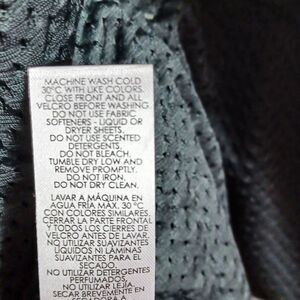 MACHINE WASH COLD
30°C WITH LIKE COLORS.
CLOSE FRONT AND ALL
VELCRO BEFORE WASHING.
DO NOT USE FABRIC
SOFTENERS - LIQUID OR
DRYER SHEETS.
DO NOT USE SCENTED
DETERGENTS.
DO NOT BLEACH.
TUMBLE DRY LOW AND
REMOVE PROMPTLY.
DO NOT IRON.
DO NOT DRY CLEAN.
LAVAR A MÁQUINA EN
AGUA FRÍA MAX. 30 °C
CON COLORES SIMILARES.
CERRAR LA PARTE FRONTAL
Y TODOS LOS CIERRES DE
VELCRO ANTES DE LAVAR.
NO UTILIZAR SUAVIZANTES
LÍQUIDOS NI SUAVIZANTES
EN SECADO.
NO UTILIZAR DETERGENTES
PERFUMADOS.
NO UTILIZAR LEJÍA.
SECAR BREVEMENTE EN